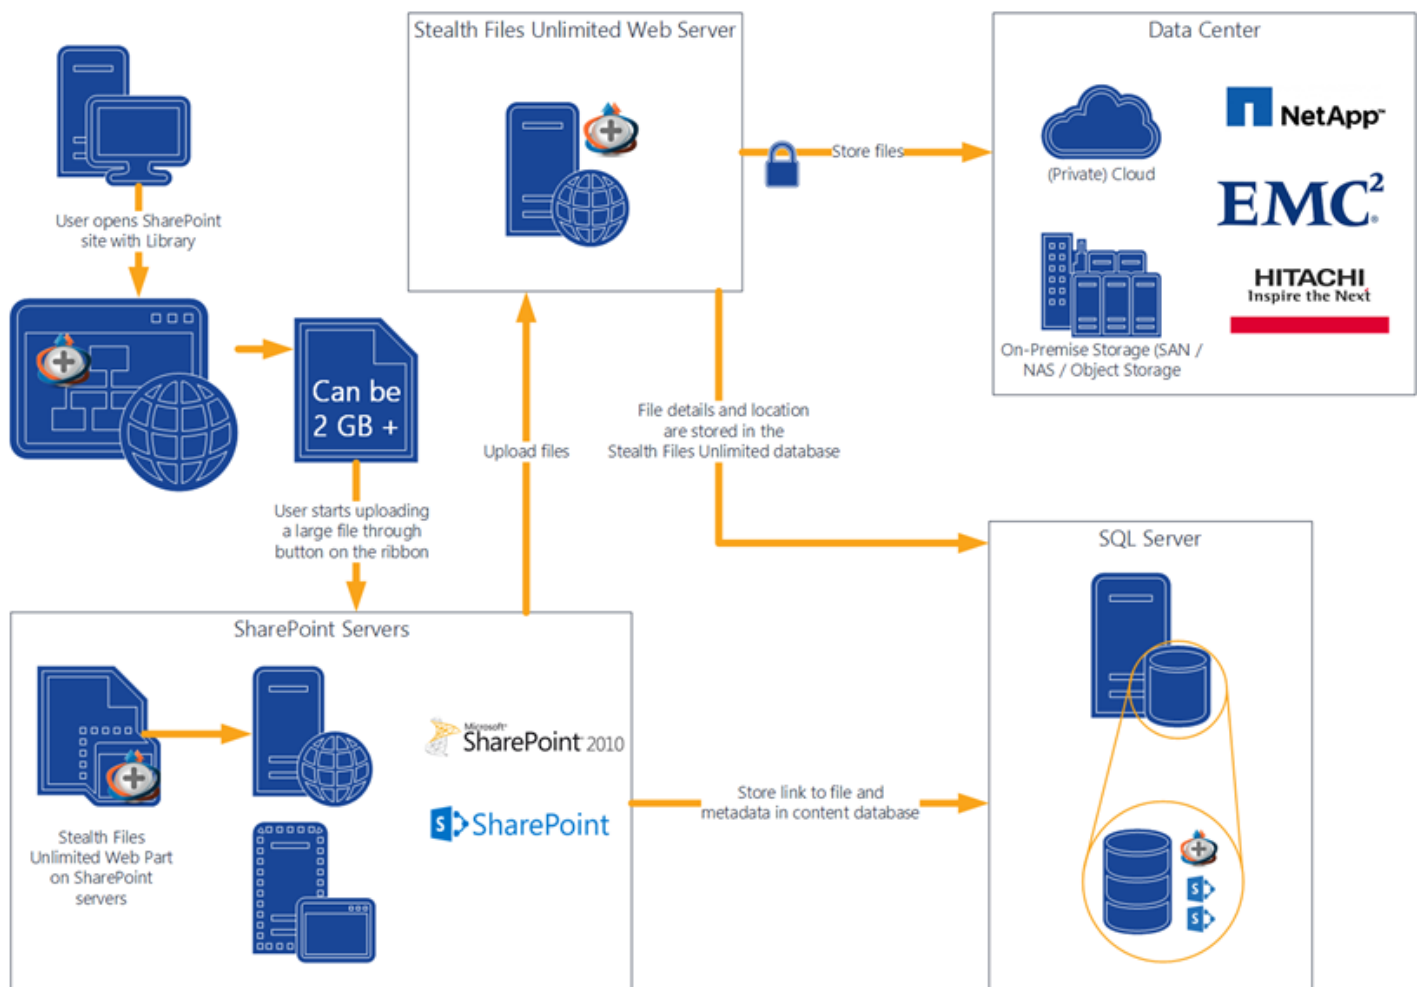 Stealth Files Unlimited Web Server
Data Center
NetApp™
(Private) Cloud
EMC²
®
HITACHI
Inspire the Next
On-Premise Storage (SAN /
NAS / Object Storage
Store files
User opens SharePoint
site with Library
Can be
2 GB +
File details and location
are stored in the
Stealth Files Unlimited database
Upload files
User starts uploading
a large file through
button on the ribbon
SQL Server
SharePoint Servers
Microsoft®
SharePoint 2010
S
SharePoint
Store link to file and
metadata in content database
Stealth Files
Unlimited Web Part
on SharePoint
servers
S
S